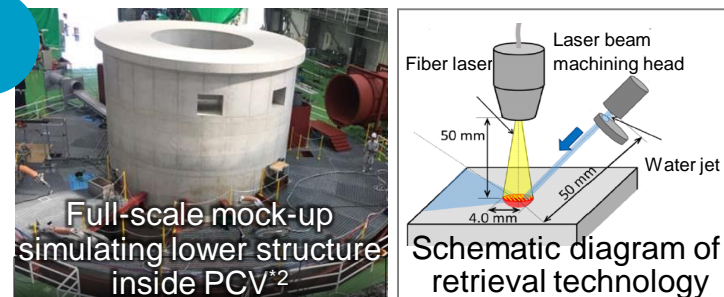 Full-scale mock-up
simulating lower structure
inside PCV*2
Laser beam
machining head
Fiber laser
50 mm
Water jet
50 mm
4.0 mm
Schematic diagram of
retrieval technology